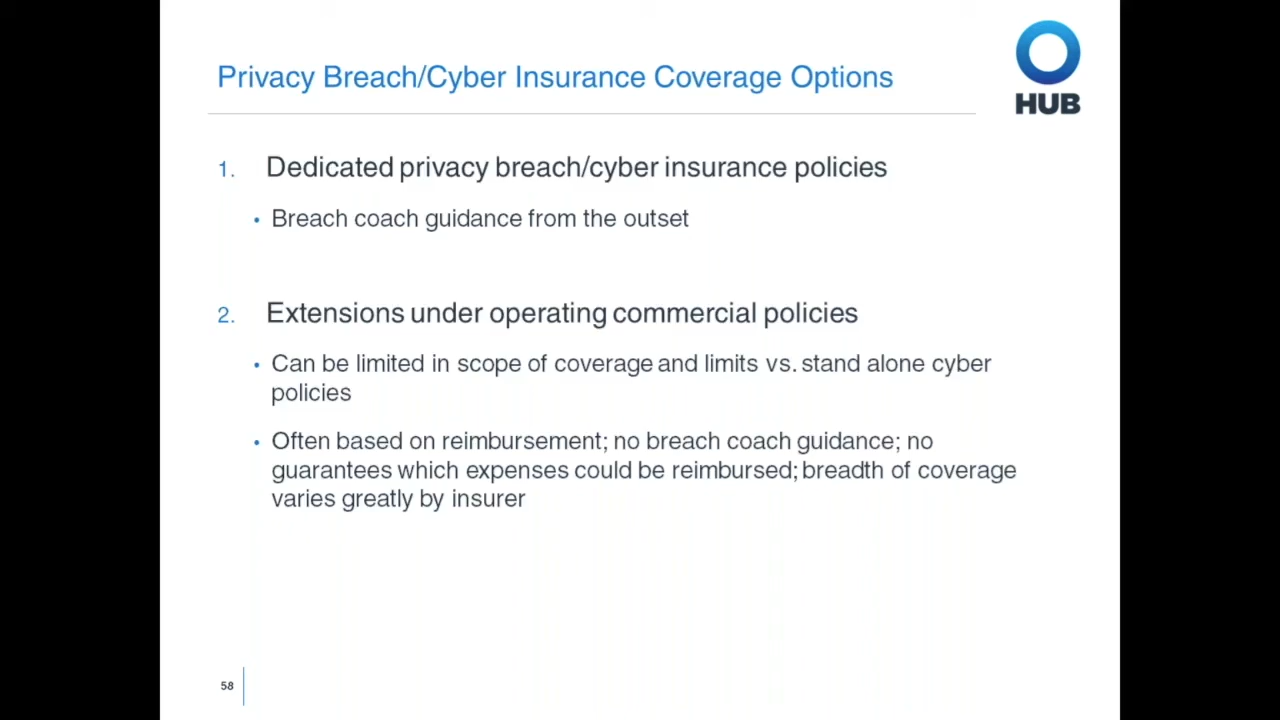 Privacy Breach/Cyber Insurance Coverage Options
HUB
1. Dedicated privacy breach/cyber insurance policies
• Breach coach guidance from the outset
2. Extensions under operating commercial policies
• Can be limited in scope of coverage and limits vs. stand alone cyber
policies
• Often based on reimbursement; no breach coach guidance; no
guarantees which expenses could be reimbursed; breadth of coverage
varies greatly by insurer
58